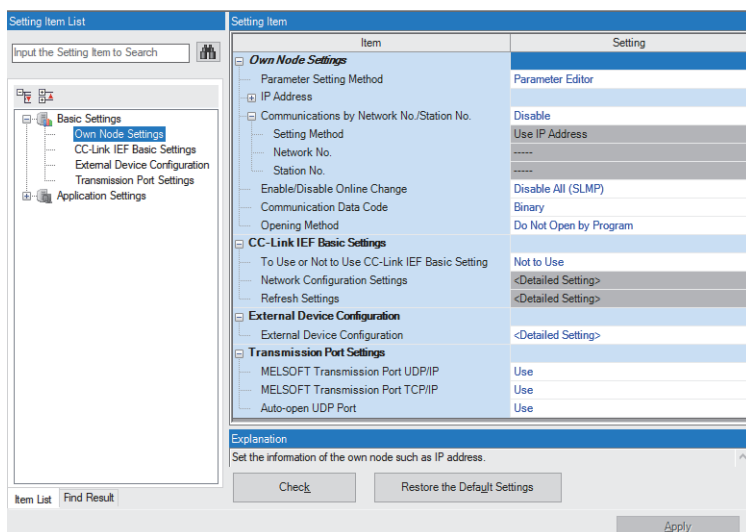 Setting Item List
Input the Setting Item to Search
Basic Settings
Own Node Settings
CC-Link IEF Basic Settings
External Device Configuration
Transmission Port Settings
Application Settings
Item List Find Result
Setting Item
Item Setting
Own Node Settings
Parameter Setting Method Parameter Editor
IP Address
Communications by Network No./Station No. Disable
Setting Method Use IP Address
Network No. -----
Station No. -----
Enable/Disable Online Change Disable All (SLMP)
Communication Data Code Binary
Opening Method Do Not Open by Program
CC-Link IEF Basic Settings
To Use or Not to Use CC-Link IEF Basic Setting Not to Use
Network Configuration Settings <Detailed Setting>
Refresh Settings <Detailed Setting>
External Device Configuration
External Device Configuration <Detailed Setting>
Transmission Port Settings
MELSOFT Transmission Port UDP/IP Use
MELSOFT Transmission Port TCP/IP Use
Auto-open UDP Port Use
Explanation
Set the information of the own node such as IP address.
Check Restore the Default Settings
Apply